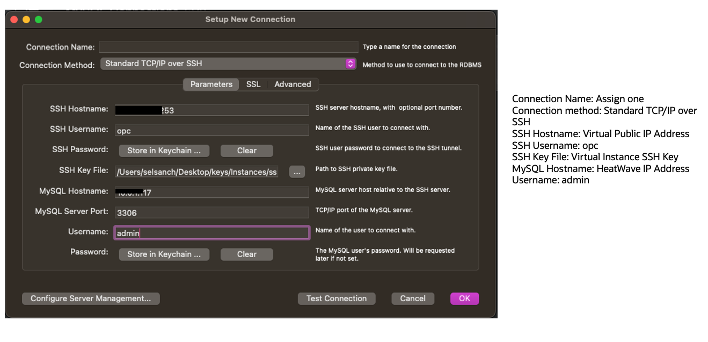 Setup New Connection
Connection Name:
Type a name for the connection
Connection Method:
Standard TCP/IP over SSH
Method to use to connect to the RDBMS
Parameters
SSL
Advanced
SSH Hostname:
253
SSH server hostname, with optional port number.
SSH Username:
opc
Name of the SSH user to connect with.
SSH Password:
Store in Keychain ...
Clear
SSH user password to connect to the SSH tunnel.
SSH Key File:
/Users/selsanch/Desktop/keys/Instances/ss
...
Path to SSH private key file.
MySQL Hostname:
17
MySQL server host relative to the SSH server.
MySQL Server Port:
3306
TCP/IP port of the MySQL server.
Username:
admin
Name of the user to connect with.
Password:
Store in Keychain ...
Clear
The MySQL user's password. Will be requested
later if not set.
Configure Server Management...
Test Connection
Cancel
OK
Connection Name: Assign one
Connection method: Standard TCP/IP over
SSH
SSH Hostname: Virtual Public IP Address
SSH Username: opc
SSH Key File: Virtual Instance SSH Key
MySQL Hostname: HeatWave IP Address
Username: admin